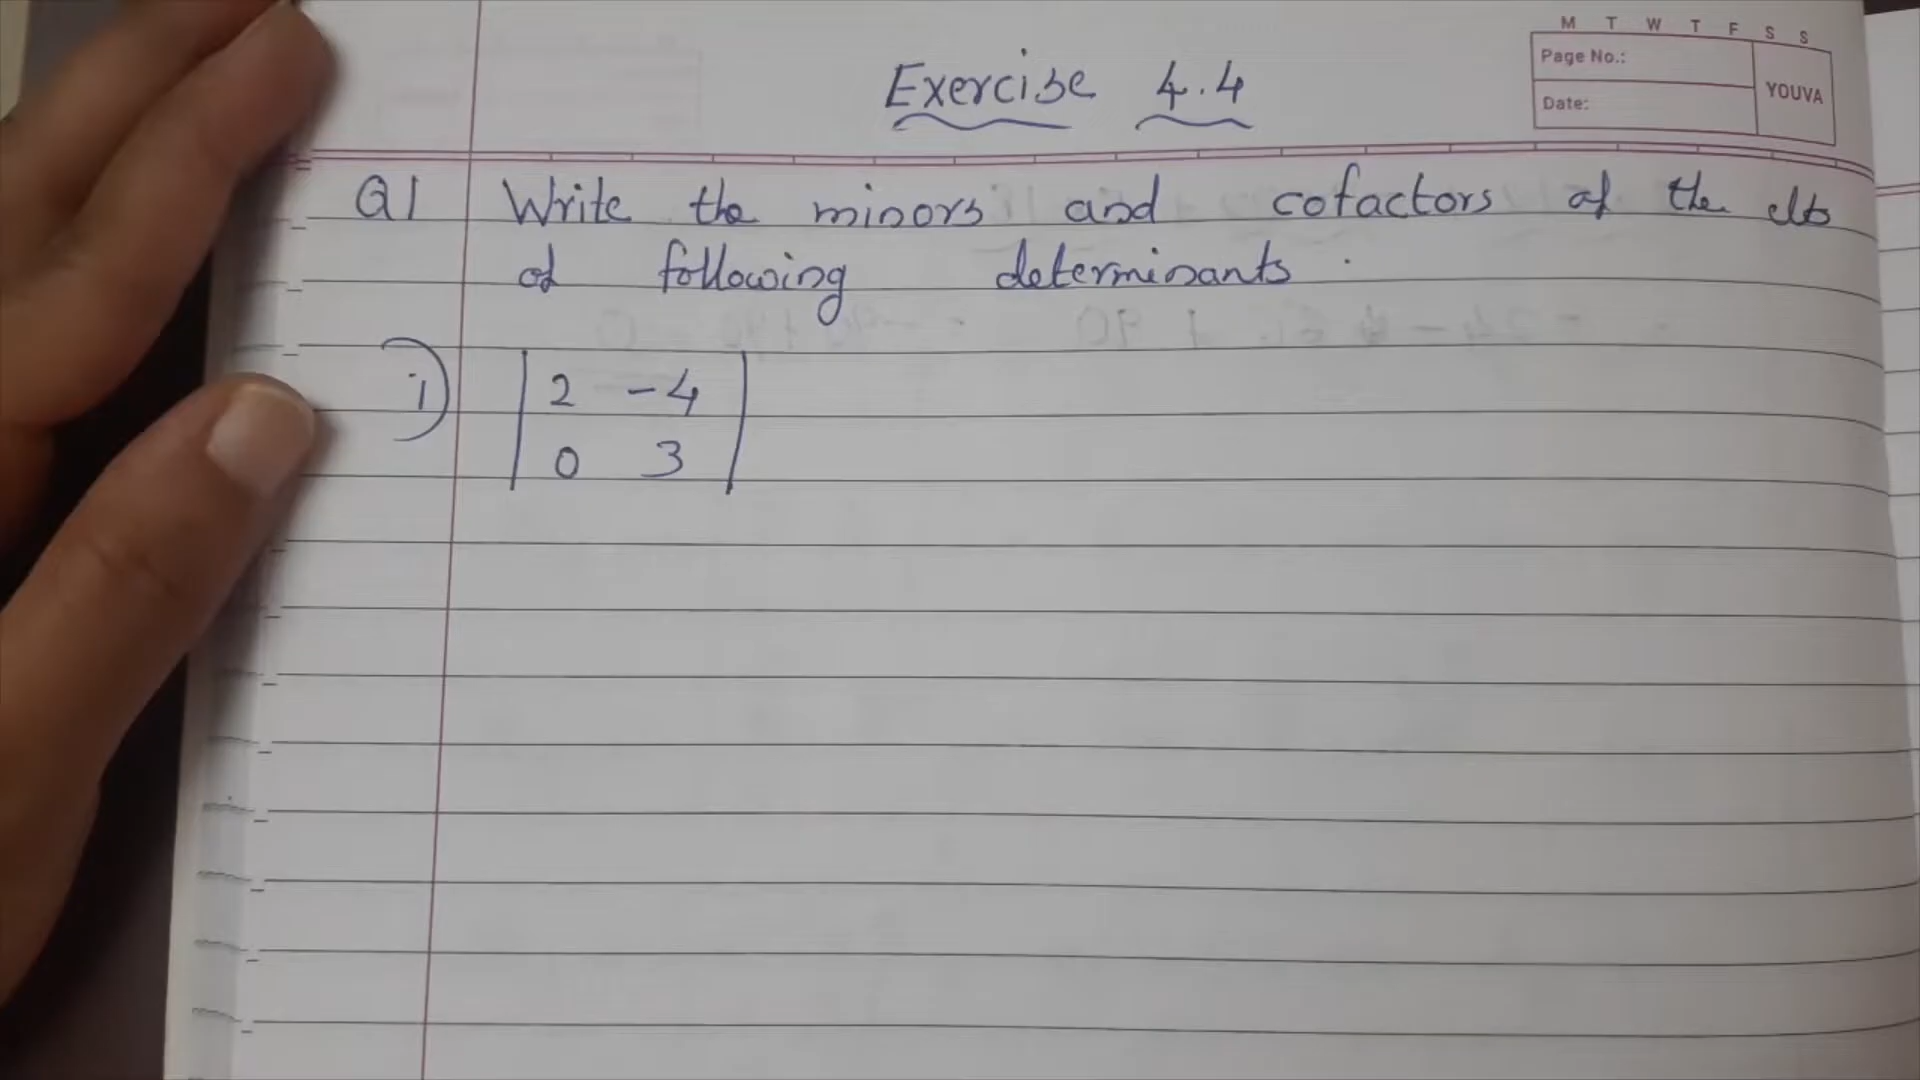 M T W T F S S
Page No.:
YOUVA
Date:
Exercise 4.4
Q1 Write the minors and cofactors of the elts
of following determinants.
i) | 2 -4 |
| 0 3 |